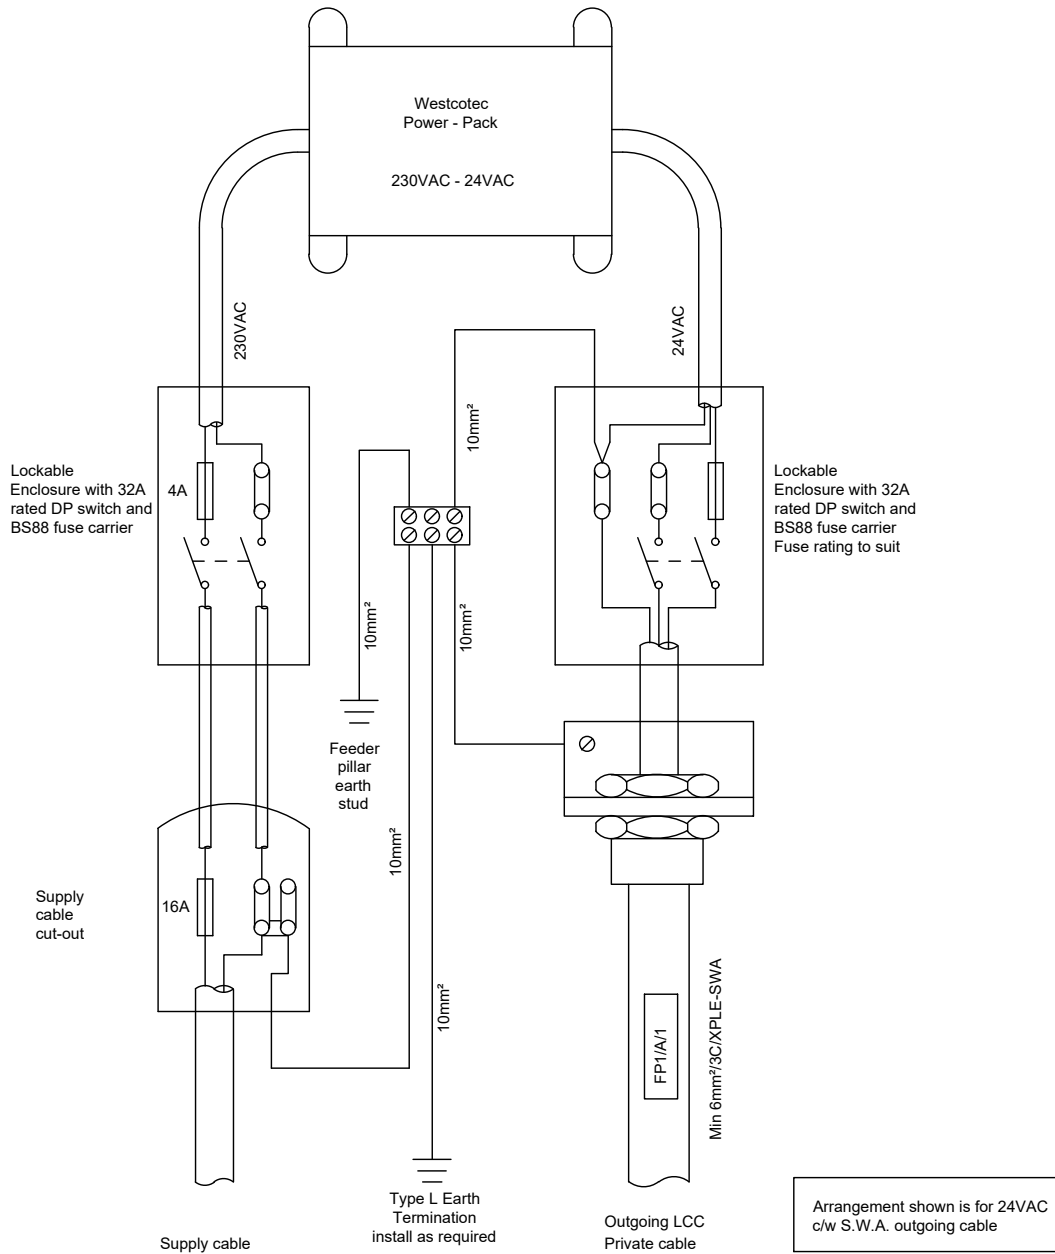 Westcotec
Power - Pack
230VAC - 24VAC
230VAC
24VAC
Lockable
Enclosure with 32A
rated DP switch and
BS88 fuse carrier
4A
10mm²
10mm²
10mm²
Lockable
Enclosure with 32A
rated DP switch and
BS88 fuse carrier
Fuse rating to suit
Feeder
pillar
earth
stud
10mm²
10mm²
Supply
cable
cut-out
16A
FP1/A/1
Min 6mm²/3C/XPLE-SWA
Type L Earth
Termination
install as required
Supply cable
Outgoing LCC
Private cable
Arrangement shown is for 24VAC
c/w S.W.A. outgoing cable